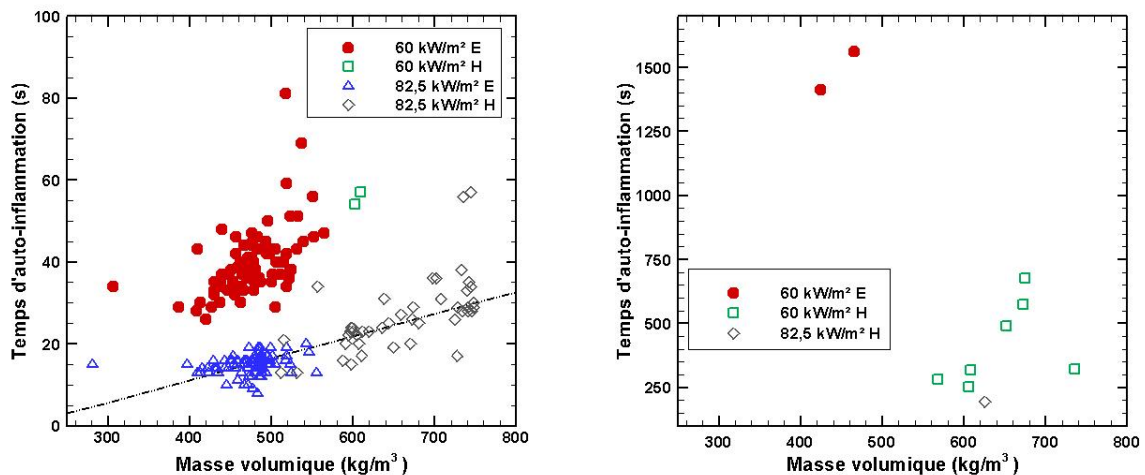 Temps d'auto-inflammation (s)
100
80
60
40
20
0
300
400
500
600
700
800
Masse volumique (kg/m³)
60 kW/m² E
60 kW/m² H
82,5 kW/m² E
82,5 kW/m² H
Temps d'auto-inflammation (s)
1500
1250
1000
750
500
250
300
400
500
600
700
800
Masse volumique (kg/m³)
60 kW/m² E
60 kW/m² H
82,5 kW/m² H